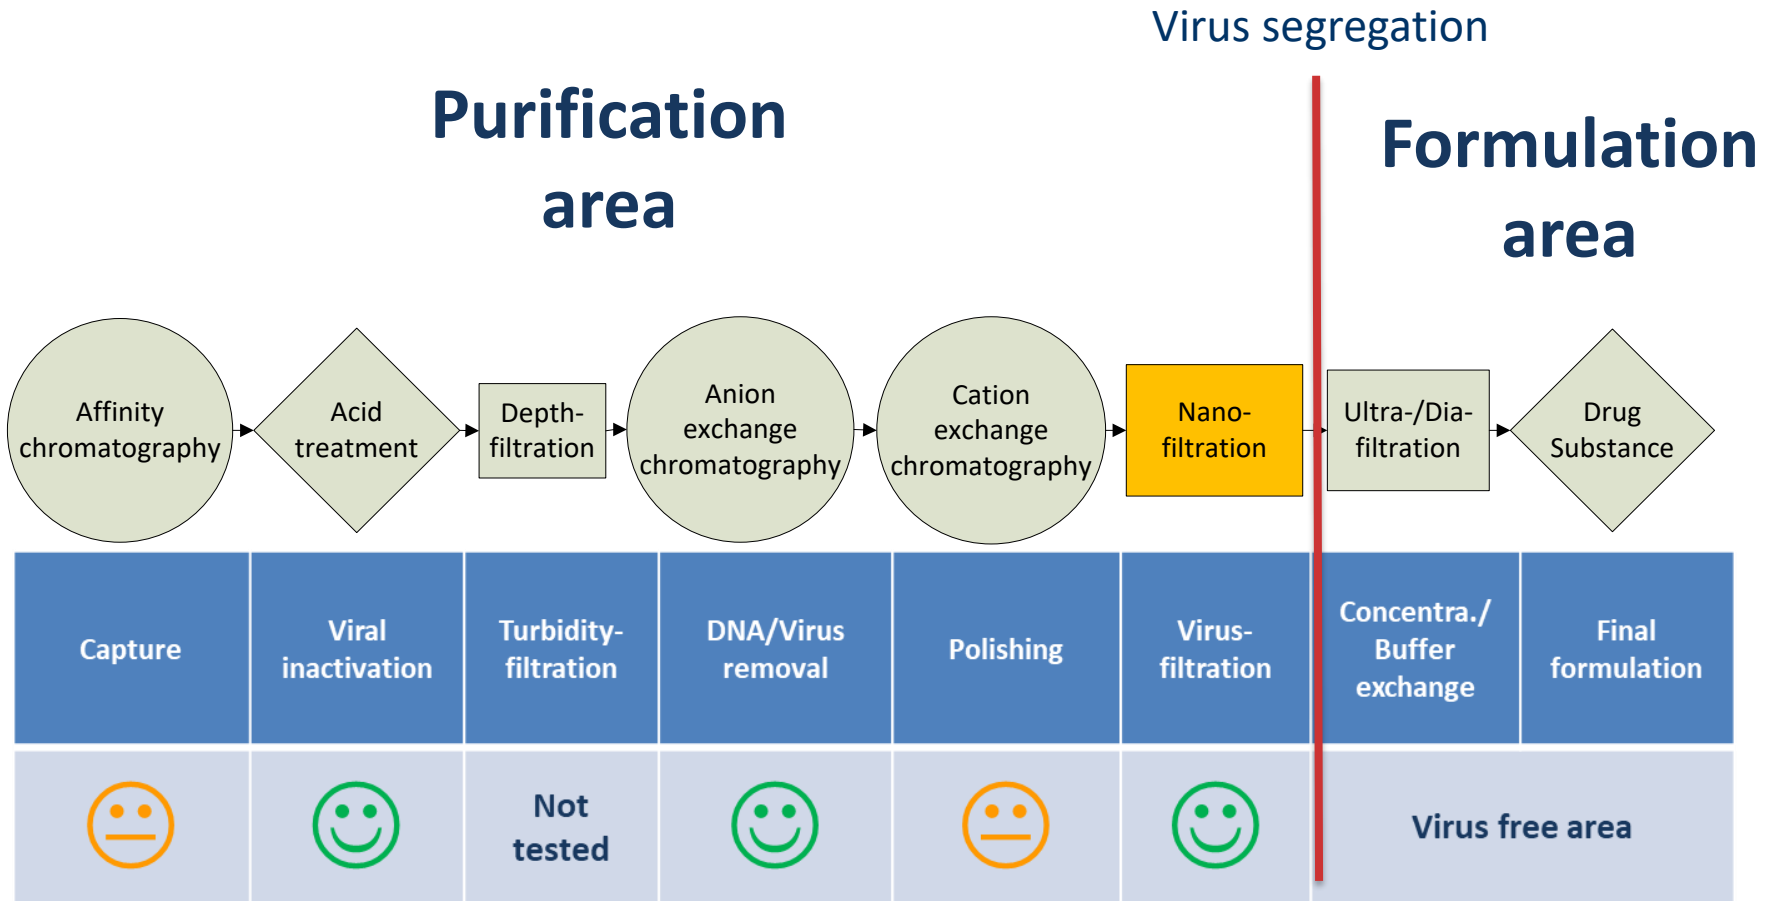 Virus segregation
Purification
area
Formulation
area
Affinity
chromatography
Acid
treatment
Depth-
filtration
Anion
exchange
chromatography
Cation
exchange
chromatography
Nano-
filtration
Ultra-/Dia-
filtration
Drug
Substance
Capture
Viral
inactivation
Turbidity-
filtration
DNA/Virus
removal
Polishing
Virus-
filtration
Concentra./
Buffer
exchange
Final
formulation
Not
tested
Virus free area